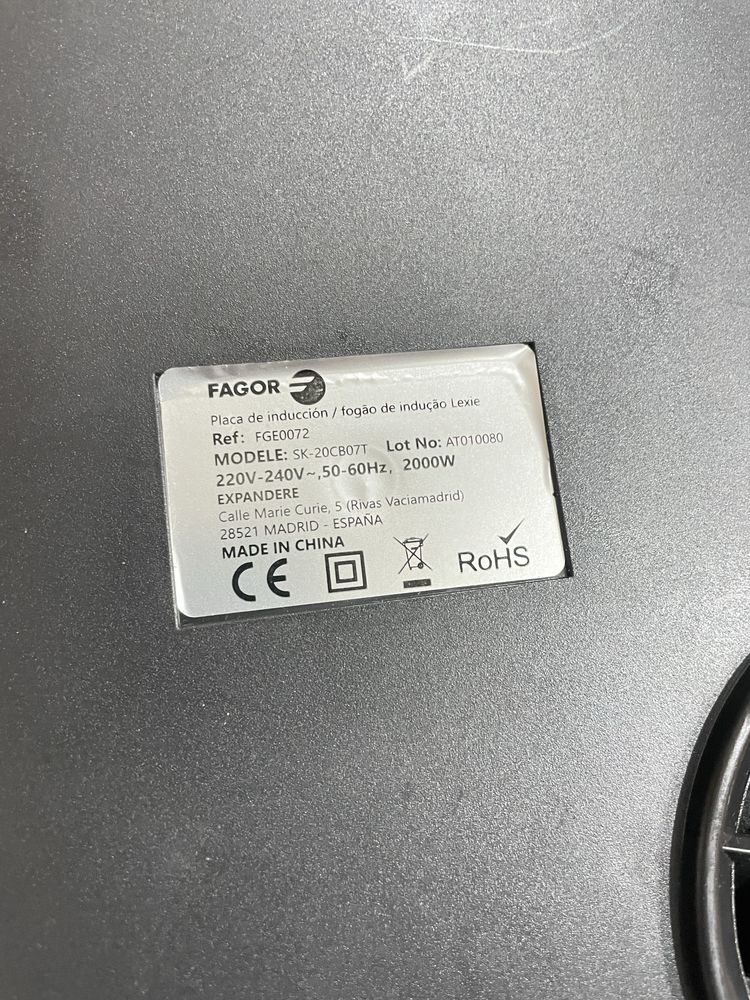 FAGOR
Placa de inducción / fogão de indução Lexie
Ref: FGE0072
MODELE: SK-20CB07T Lot No: AT010080
220V-240V~,50-60Hz, 2000W
EXPANDERE
Calle Marie Curie, 5 (Rivas Vaciamadrid)
28521 MADRID - ESPAÑA
MADE IN CHINA
CE RoHS